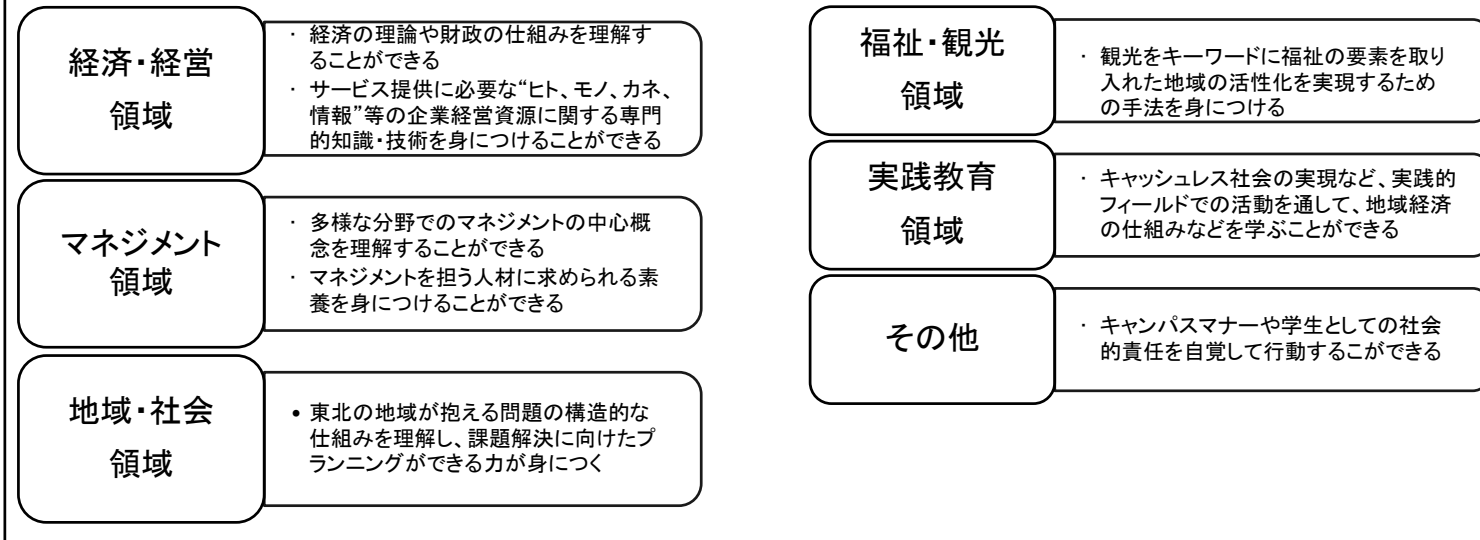 経済・経営
領域
・ 経済の理論や財政の仕組みを理解す
ることができる
・ サービス提供に必要な“ヒト、モノ、カネ、
情報”等の企業経営資源に関する専門
的知識・技術を身につけることができる
マネジメント
領域
・ 多様な分野でのマネジメントの中心概
念を理解することができる
・ マネジメントを担う人材に求められる素
養を身につけることができる
地域・社会
領域
• 東北の地域が抱える問題の構造的な
仕組みを理解し、課題解決に向けたプ
ランニングができる力が身につく
福祉・観光
領域
・ 観光をキーワードに福祉の要素を取り
入れた地域の活性化を実現するため
の手法を身につける
実践教育
領域
・ キャッシュレス社会の実現など、実践的
フィールドでの活動を通して、地域経済
の仕組みなどを学ぶことができる
その他
・ キャンパスマナーや学生としての社会
的責任を自覚して行動するこができる